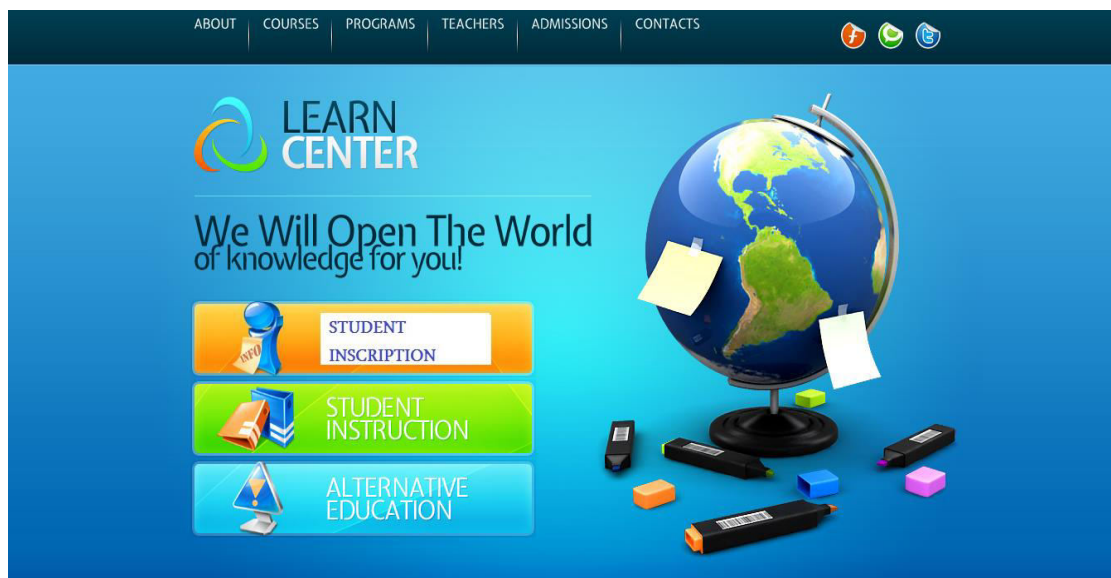 ABOUT COURSES PROGRAMS TEACHERS ADMISSIONS CONTACTS
LEARN
CENTER
We Will Open The World
of knowledge for you!
INFO
STUDENT
INSCRIPTION
STUDENT
INSTRUCTION
ALTERNATIVE
EDUCATION